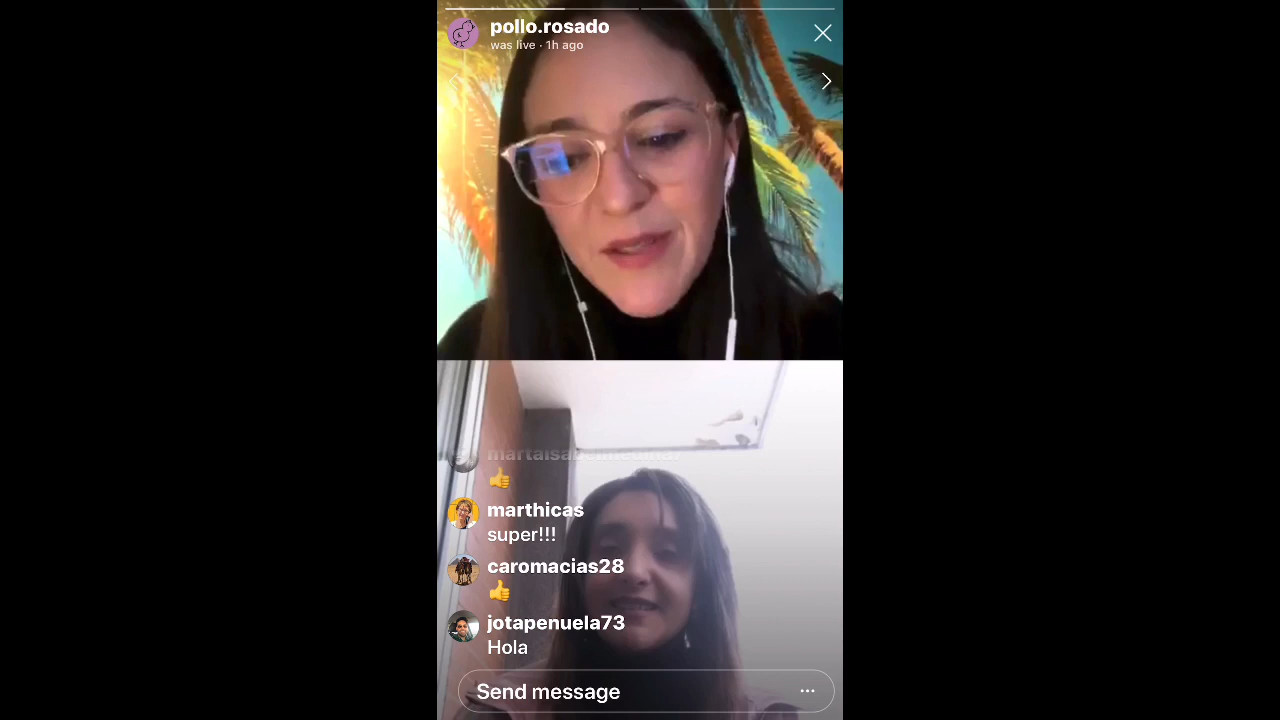 pollo.rosado
was live · 1h ago
marthicas
super!!!
caromacias28
jotapenuela73
Hola
Send message